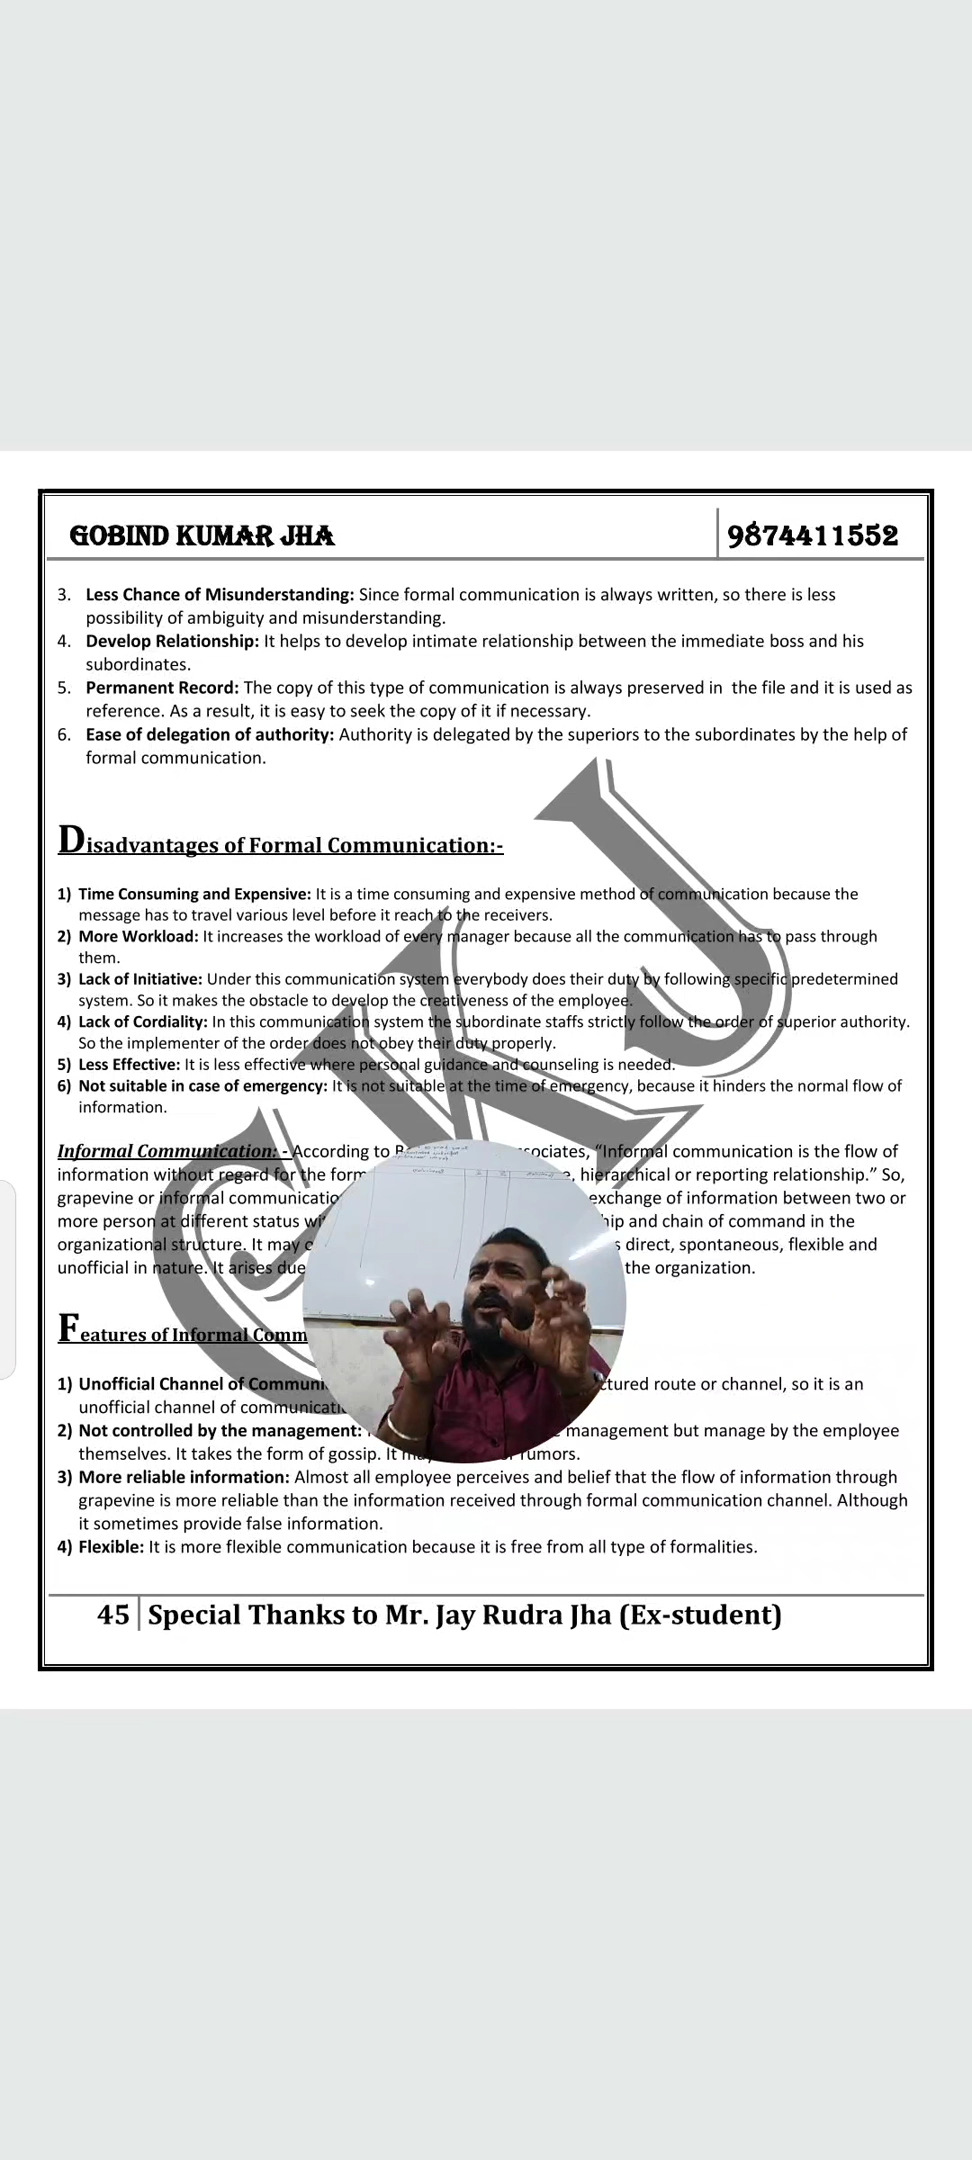 GOBIND KUMAR JHA
9874411552
3. Less Chance of Misunderstanding: Since formal communication is always written, so there is less
possibility of ambiguity and misunderstanding.
4. Develop Relationship: It helps to develop intimate relationship between the immediate boss and his
subordinates.
5. Permanent Record: The copy of this type of communication is always preserved in the file and it is used as
reference. As a result, it is easy to seek the copy of it if necessary.
6. Ease of delegation of authority: Authority is delegated by the superiors to the subordinates by the help of
formal communication.
Disadvantages of Formal Communication:-
1) Time Consuming and Expensive: It is a time consuming and expensive method of communication because the
message has to travel various level before it reach to the receivers.
2) More Workload: It increases the workload of every manager because all the communication has to pass through
them.
3) Lack of Initiative: Under this communication system everybody does their duty by following specific predetermined
system. So it makes the obstacle to develop the creativeness of the employee.
4) Lack of Cordiality: In this communication system the subordinate staffs strictly follow the order of superior authority.
So the implementer of the order does not obey their duty properly.
5) Less Effective: It is less effective where personal guidance and counseling is needed.
6) Not suitable in case of emergency: It is not suitable at the time of emergency, because it hinders the normal flow of
information.
Informal Communication: - According to "Informal communication is the flow of
information without regard for the hierarchical or reporting relationship." So,
grapevine or informal exchange of information between two or
more person at different status and chain of command in the
organizational structure. It may direct, spontaneous, flexible and
unofficial in nature. It arises due the organization.
Features of Informal
1) Unofficial Channel of route or channel, so it is an
unofficial channel of
2) Not controlled by the management: management but manage by the employee
themselves. It takes the form of gossip. It rumors.
3) More reliable information: Almost all employee perceives and belief that the flow of information through
grapevine is more reliable than the information received through formal communication channel. Although
it sometimes provide false information.
4) Flexible: It is more flexible communication because it is free from all type of formalities.
45 Special Thanks to Mr. Jay Rudra Jha (Ex-student)
GKJ